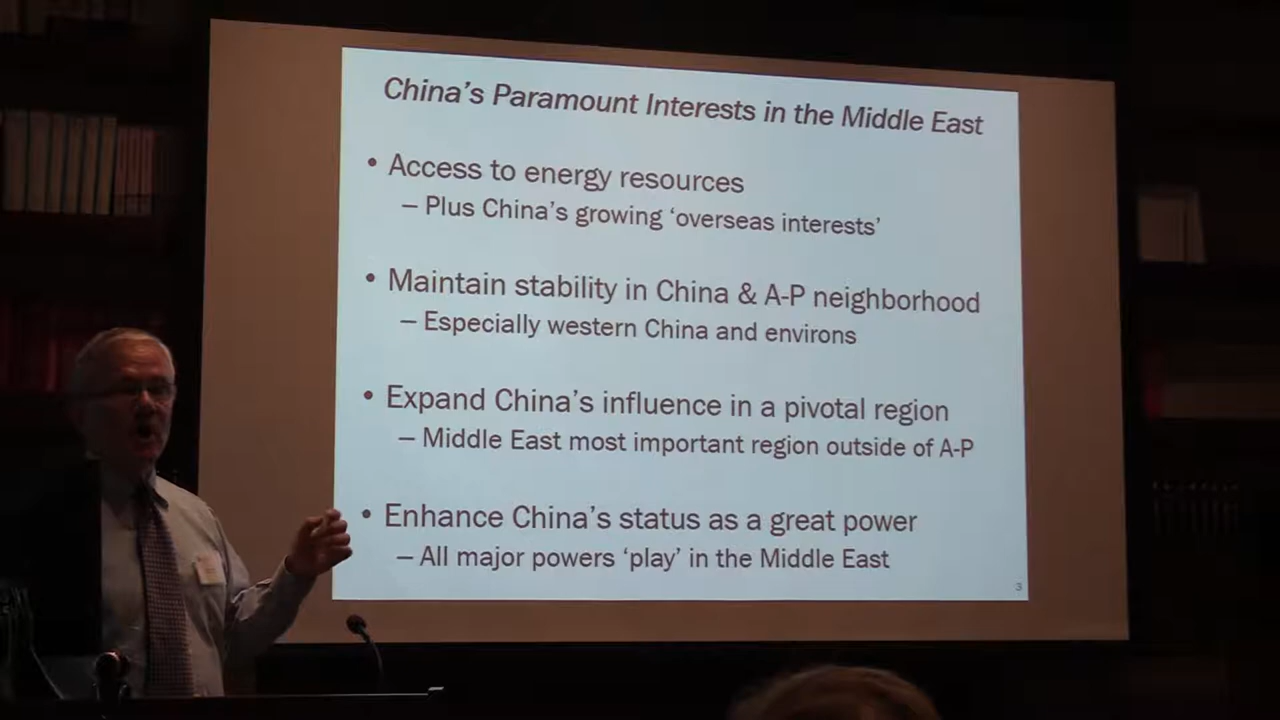 China's Paramount Interests in the Middle East
• Access to energy resources
– Plus China's growing 'overseas interests'
• Maintain stability in China & A-P neighborhood
– Especially western China and environs
• Expand China's influence in a pivotal region
– Middle East most important region outside of A-P
• Enhance China's status as a great power
– All major powers 'play' in the Middle East
3